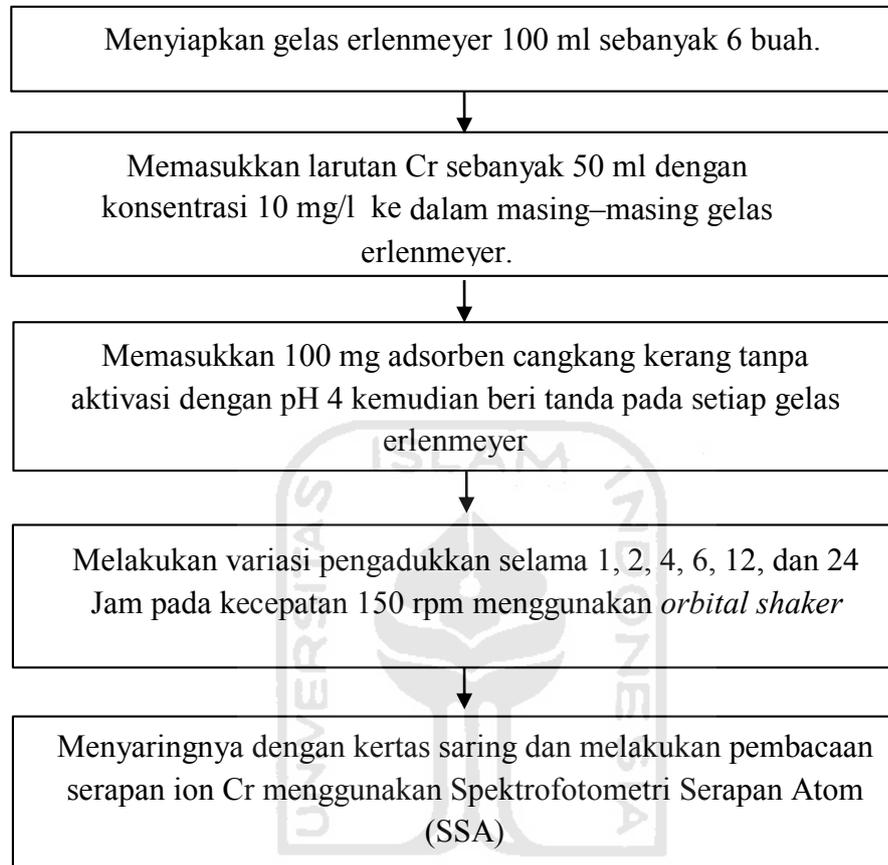 Menyiapkan gelas erlenmeyer 100 ml sebanyak 6 buah.
Memasukkan larutan Cr sebanyak 50 ml dengan
konsentrasi 10 mg/l ke dalam masing–masing gelas
erlenmeyer.
Memasukkan 100 mg adsorben cangkang kerang tanpa
aktivasi dengan pH 4 kemudian beri tanda pada setiap gelas
erlenmeyer
Melakukan variasi pengadukkan selama 1, 2, 4, 6, 12, dan 24
Jam pada kecepatan 150 rpm menggunakan orbital shaker
Menyaringnya dengan kertas saring dan melakukan pembacaan
serapan ion Cr menggunakan Spektrofotometri Serapan Atom
(SSA)
UNIVERSITAS
ISLAM
INDONESIA